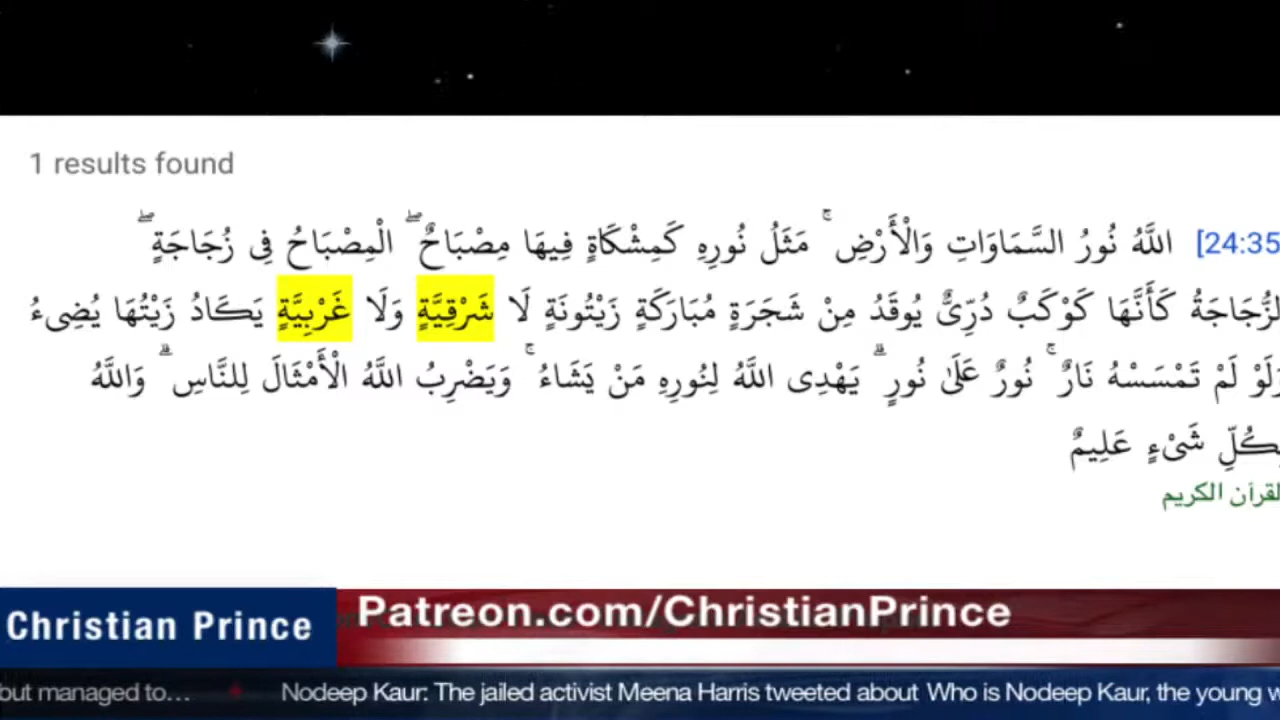 1 results found
[24:35 اللَّهُ نُورُ السَّمَاوَاتِ وَالْأَرْضِ ۚ مَثَلُ نُورِهِ كَمِشْكَاةٍ فِيهَا مِصْبَاحٌ ۖ الْمِصْبَاحُ فِي زُجَاجَةٍ ۖ
الزُّجَاجَةُ كَأَنَّهَا كَوْكَبٌ دُرِّيٌّ يُوقَدُ مِنْ شَجَرَةٍ مُبَارَكَةٍ زَيْتُونَةٍ لَا شَرْقِيَّةٍ وَلَا غَرْبِيَّةٍ يَكَادُ زَيْتُهَا يُضِيءُ
وَلَوْ لَمْ تَمْسَسْهُ نَارٌ ۚ نُورٌ عَلَىٰ نُورٍ ۗ يَهْدِي اللَّهُ لِنُورِهِ مَنْ يَشَاءُ ۚ وَيَضْرِبُ اللَّهُ الْأَمْثَالَ لِلنَّاسِ ۗ وَاللَّهُ
بِكُلِّ شَيْءٍ عَلِيمٌ
القرآن الكريم
Christian Prince
Patreon.com/ChristianPrince
but managed to... Nodeep Kaur: The jailed activist Meena Harris tweeted about Who is Nodeep Kaur, the young